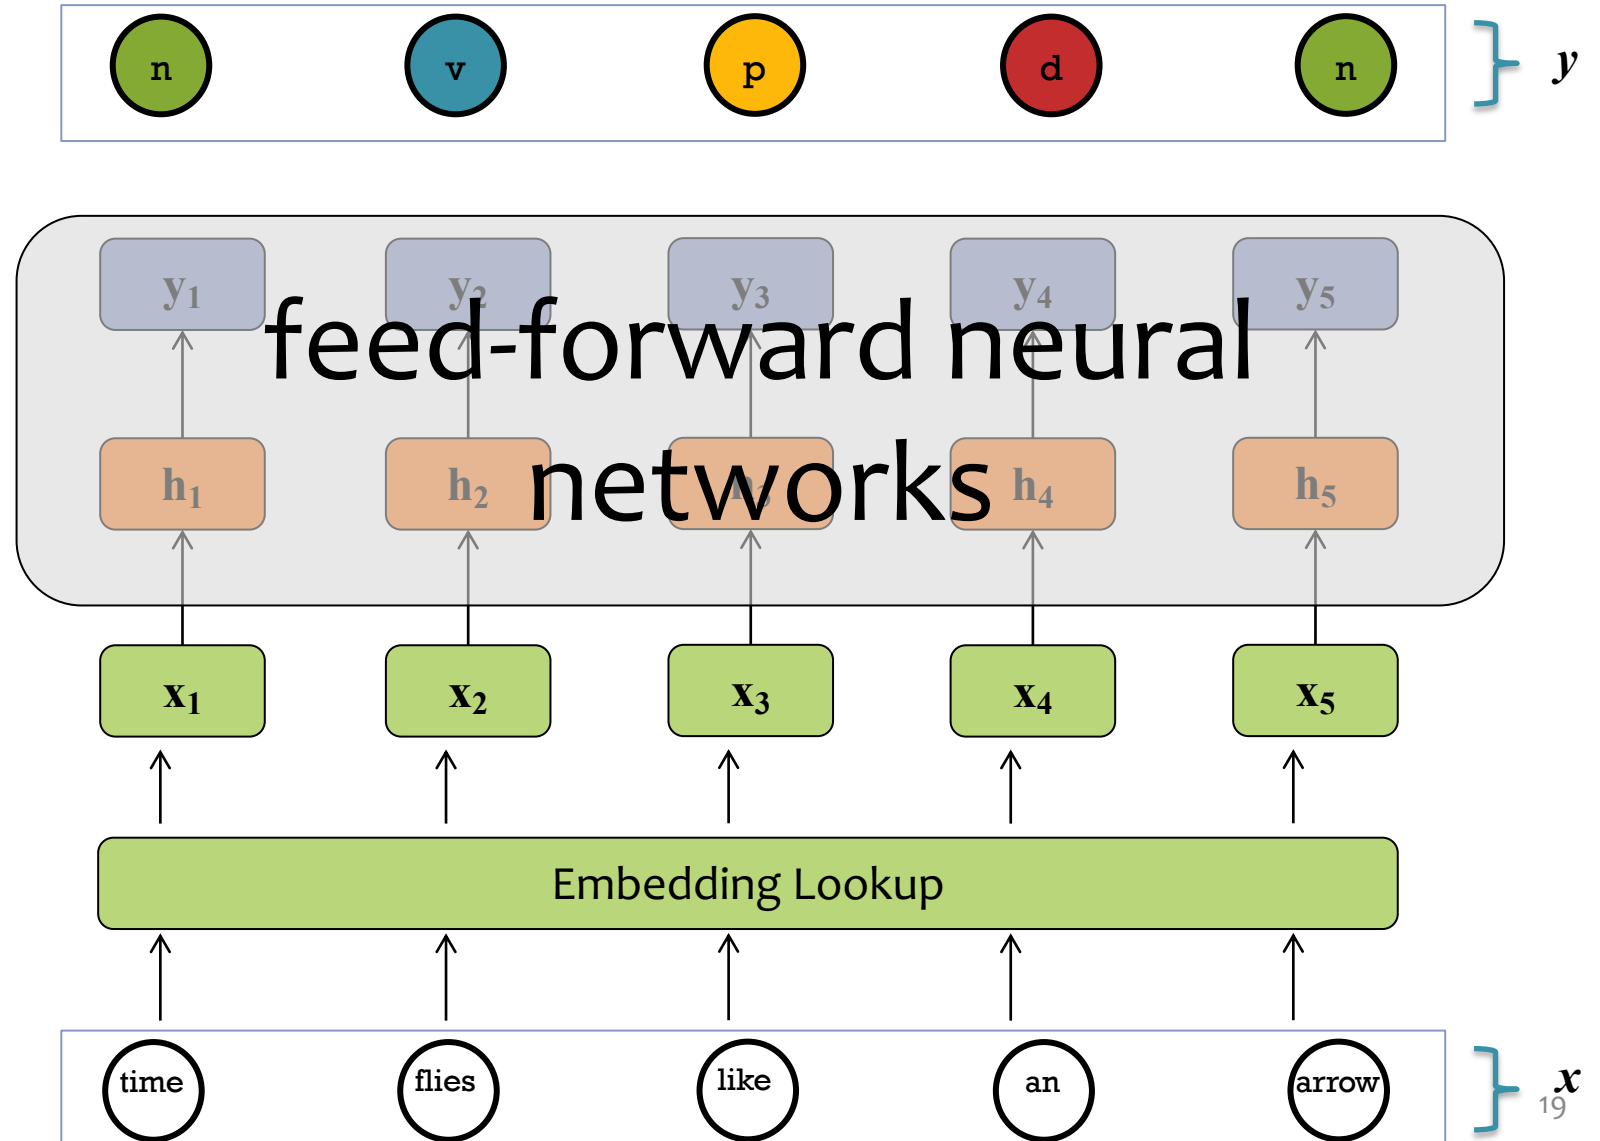 n v p d n y
y1 y2 y3 y4 y5
feed-forward neural
h1 h2 h3 h4 h5
networks
x1 x2 x3 x4 x5
Embedding Lookup
time flies like an arrow x
19